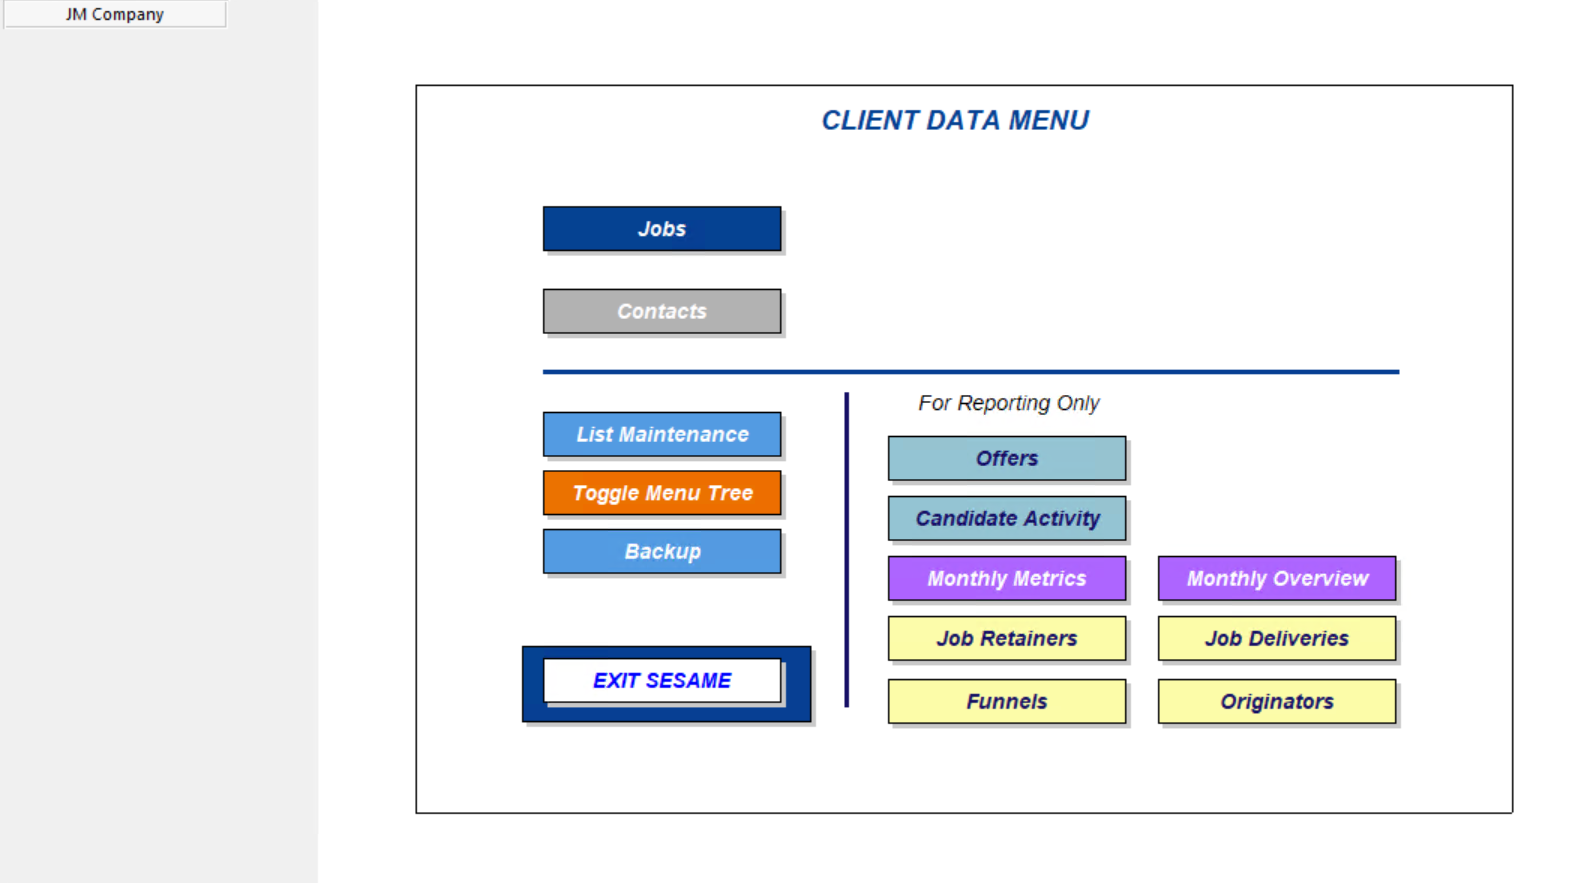 JM Company
CLIENT DATA MENU
Jobs
Contacts
List Maintenance
Toggle Menu Tree
Backup
EXIT SESAME
For Reporting Only
Offers
Candidate Activity
Monthly Metrics
Monthly Overview
Job Retainers
Job Deliveries
Funnels
Originators